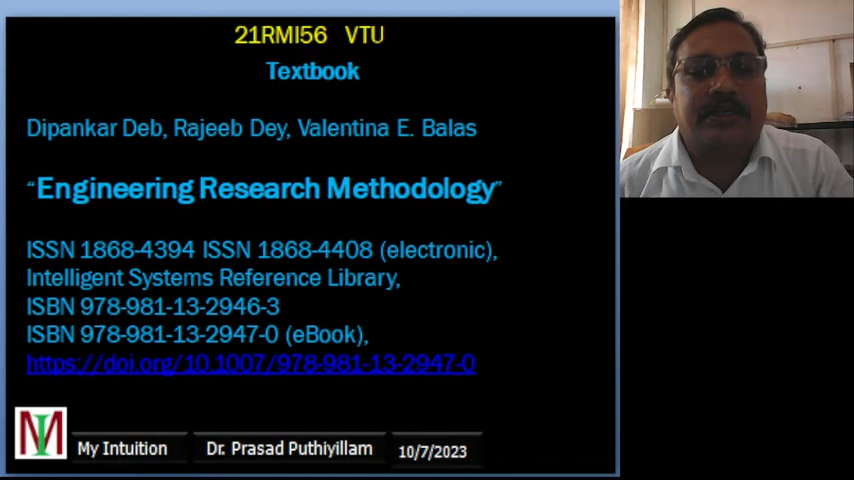 21RMI56 VTU
Textbook
Dipankar Deb, Rajeeb Dey, Valentina E. Balas
“Engineering Research Methodology”
ISSN 1868-4394 ISSN 1868-4408 (electronic),
Intelligent Systems Reference Library,
ISBN 978-981-13-2946-3
ISBN 978-981-13-2947-0 (eBook),
https://doi.org/10.1007/978-981-13-2947-0
MI
My Intuition
Dr. Prasad Puthiyillam
10/7/2023